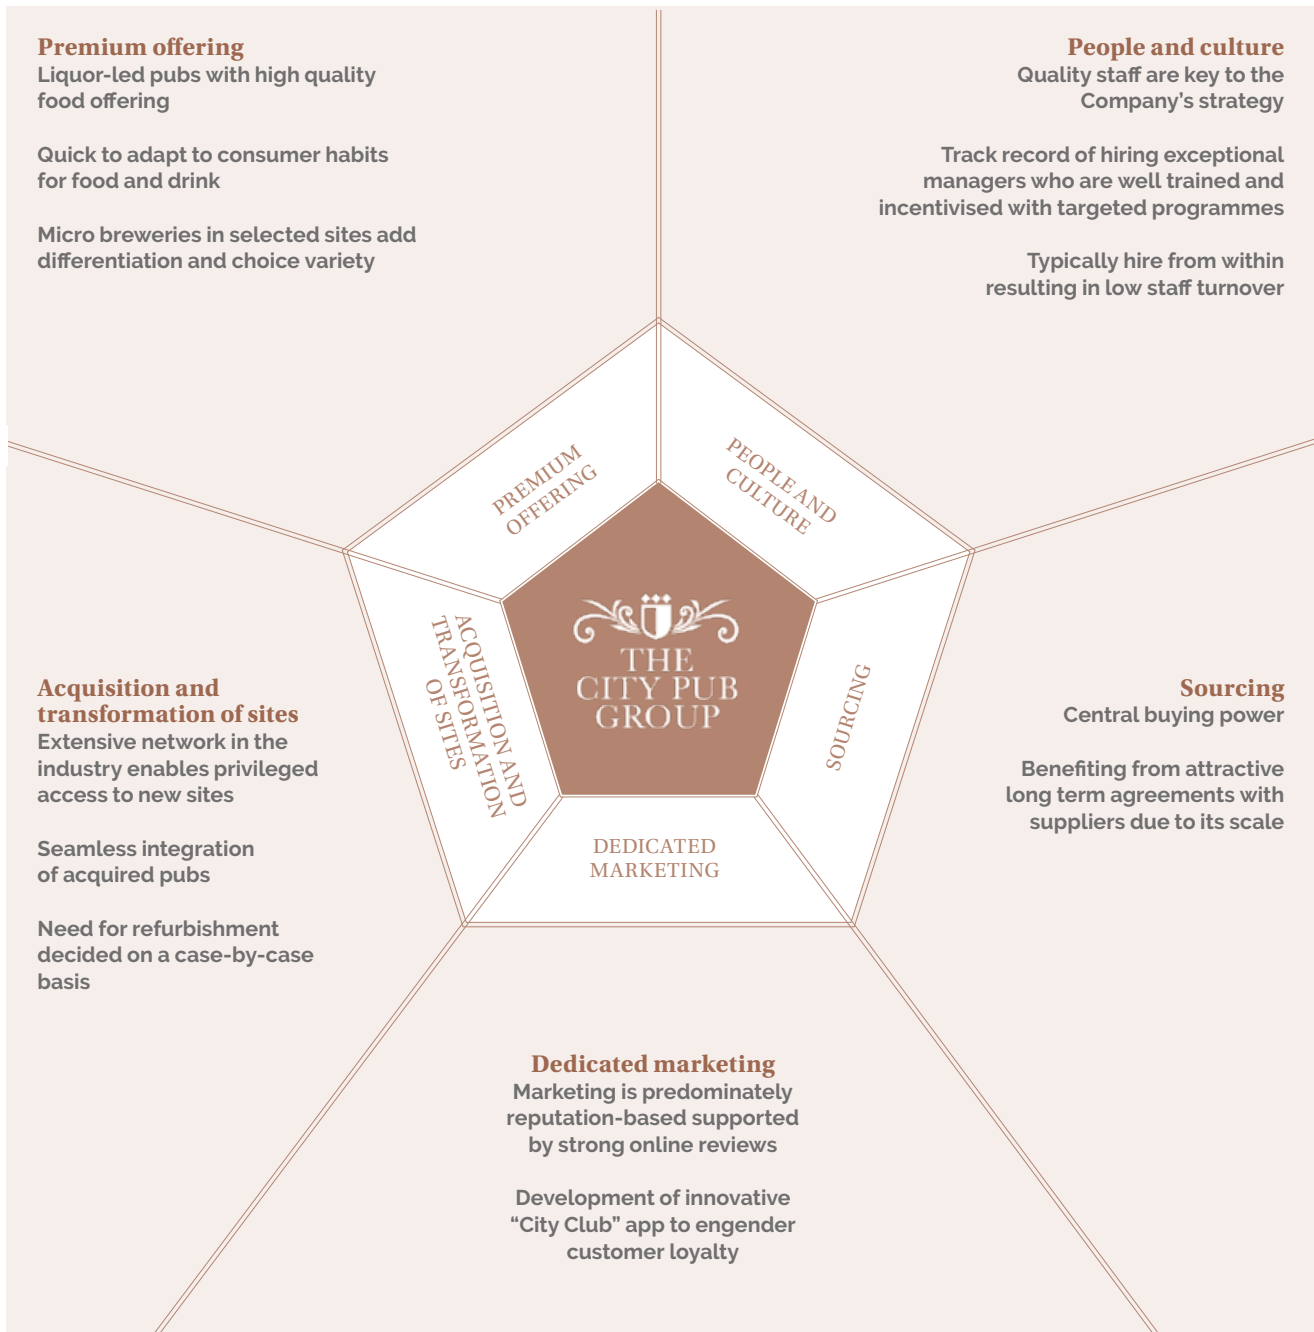 Premium offering
Liquor-led pubs with high quality
food offering
Quick to adapt to consumer habits
for food and drink
Micro breweries in selected sites add
differentiation and choice variety
People and culture
Quality staff are key to the
Company’s strategy
Track record of hiring exceptional
managers who are well trained and
incentivised with targeted programmes
Typically hire from within
resulting in low staff turnover
PREMIUM
OFFERING
PEOPLE AND
CULTURE
ACQUISITION AND
TRANSFORMATION
OF SITES
THE
CITY PUB
GROUP
SOURCING
DEDICATED
MARKETING
Acquisition and
transformation of sites
Extensive network in the
industry enables privileged
access to new sites
Seamless integration
of acquired pubs
Need for refurbishment
decided on a case-by-case
basis
Sourcing
Central buying power
Benefiting from attractive
long term agreements with
suppliers due to its scale
Dedicated marketing
Marketing is predominately
reputation-based supported
by strong online reviews
Development of innovative
“City Club” app to engender
customer loyalty